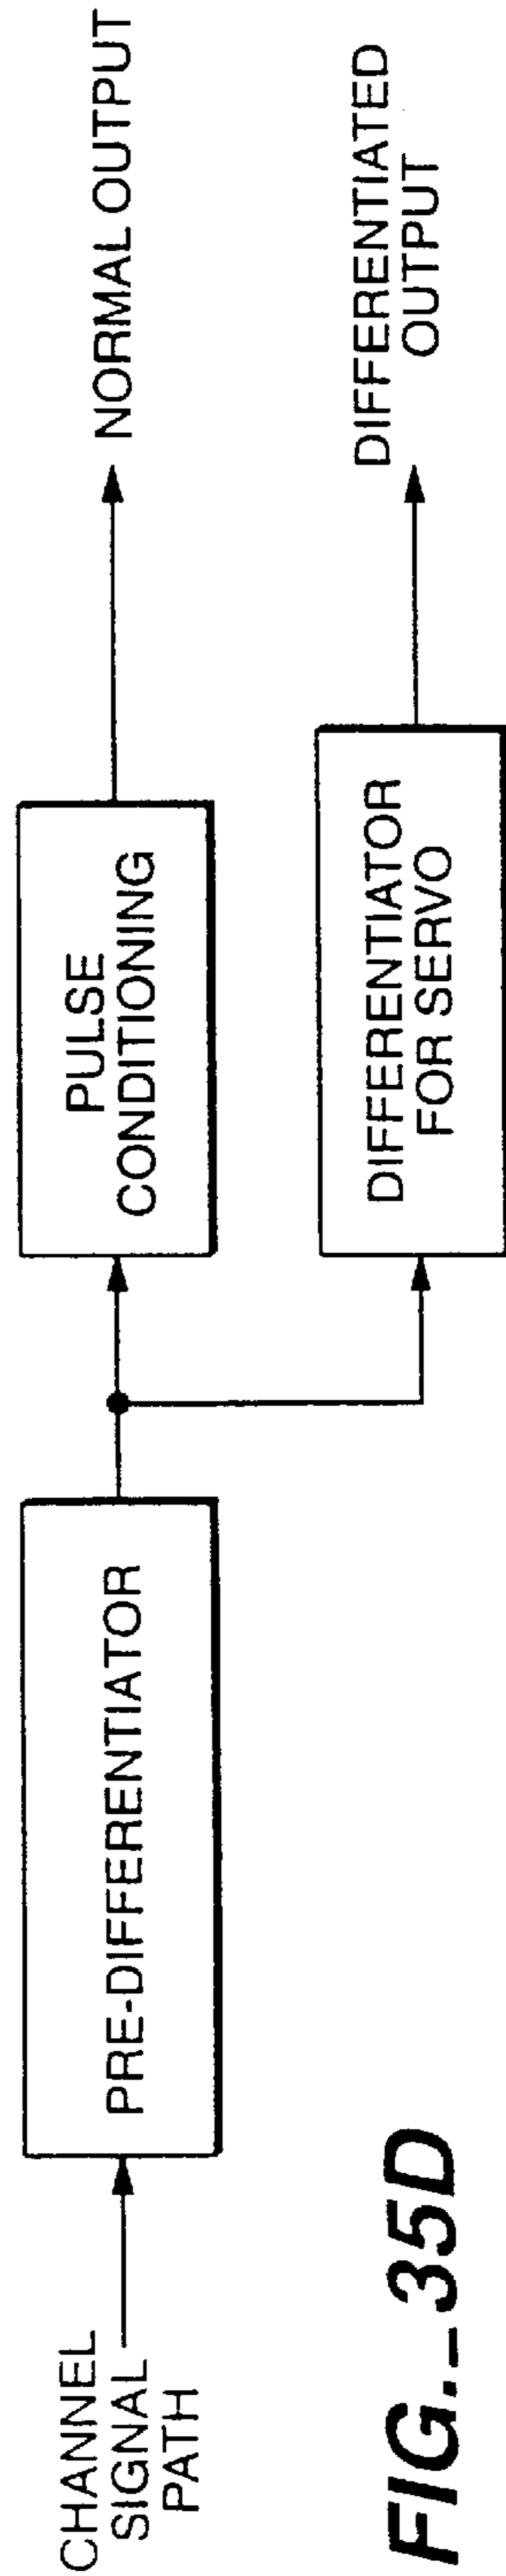 CHANNEL
SIGNAL
PATH
PRE-DIFFERENTIATOR
PULSE
CONDITIONING
NORMAL OUTPUT
DIFFERENTIATOR
FOR SERVO
DIFFERENTIATED
OUTPUT
FIG._35D